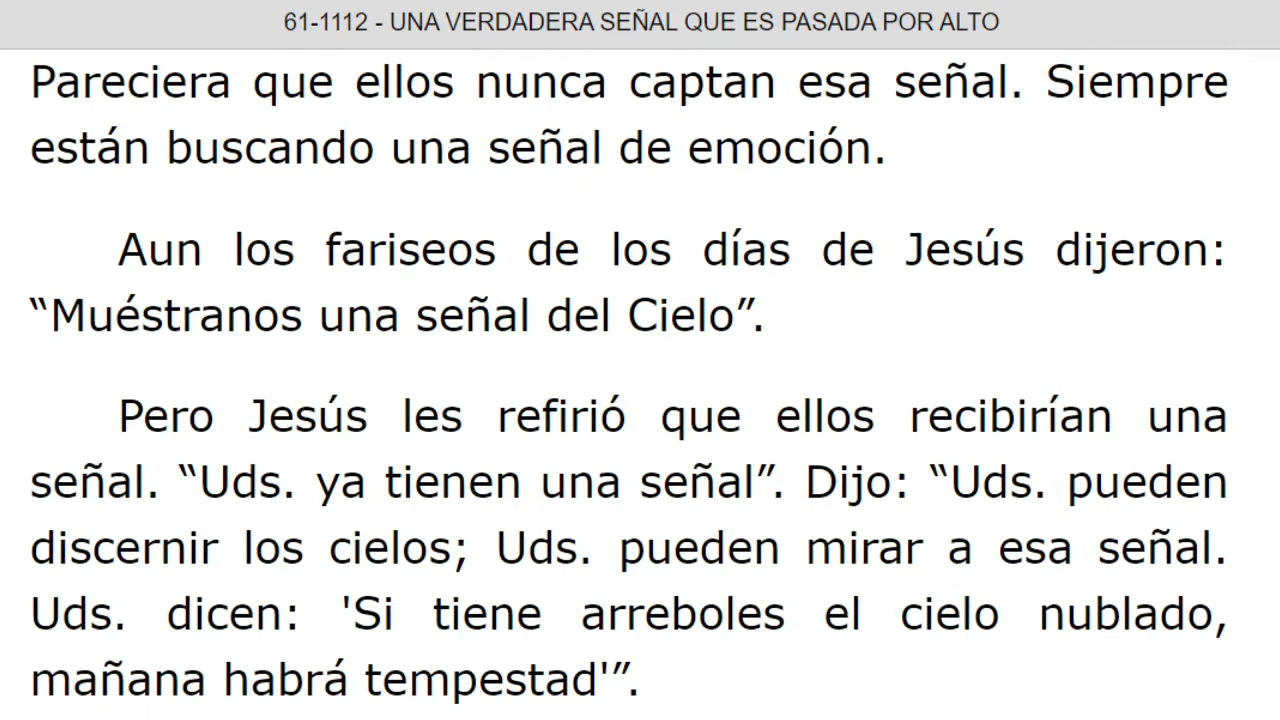 61-1112 - UNA VERDADERA SEÑAL QUE ES PASADA POR ALTO
Pareciera que ellos nunca captan esa señal. Siempre
están buscando una señal de emoción.
Aun los fariseos de los días de Jesús dijeron:
“Muéstranos una señal del Cielo”.
Pero Jesús les refirió que ellos recibirían una
señal. “Uds. ya tienen una señal”. Dijo: “Uds. pueden
discernir los cielos; Uds. pueden mirar a esa señal.
Uds. dicen: 'Si tiene arreboles el cielo nublado,
mañana habrá tempestad'”.